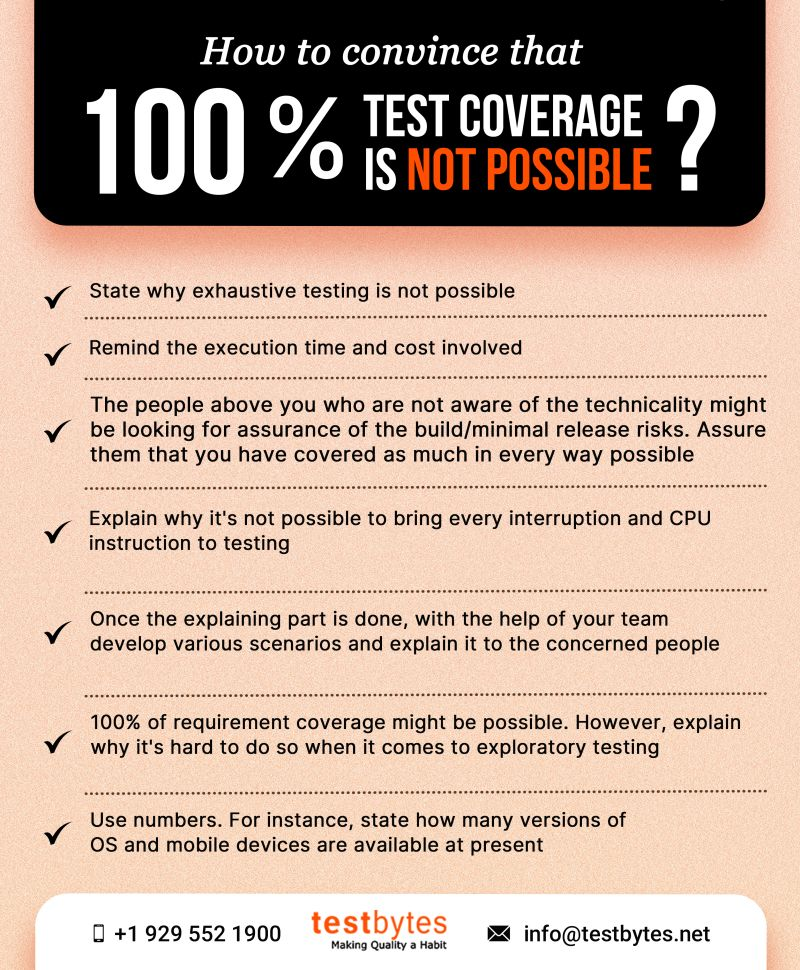 How to convince that
100 % TEST COVERAGE
IS NOT POSSIBLE ?
State why exhaustive testing is not possible
Remind the execution time and cost involved
The people above you who are not aware of the technicality might
be looking for assurance of the build/minimal release risks. Assure
them that you have covered as much in every way possible
Explain why it's not possible to bring every interruption and CPU
instruction to testing
Once the explaining part is done, with the help of your team
develop various scenarios and explain it to the concerned people
100% of requirement coverage might be possible. However, explain
why it's hard to do so when it comes to exploratory testing
Use numbers. For instance, state how many versions of
OS and mobile devices are available at present
+1 929 552 1900
testbytes
Making Quality a Habit
info@testbytes.net